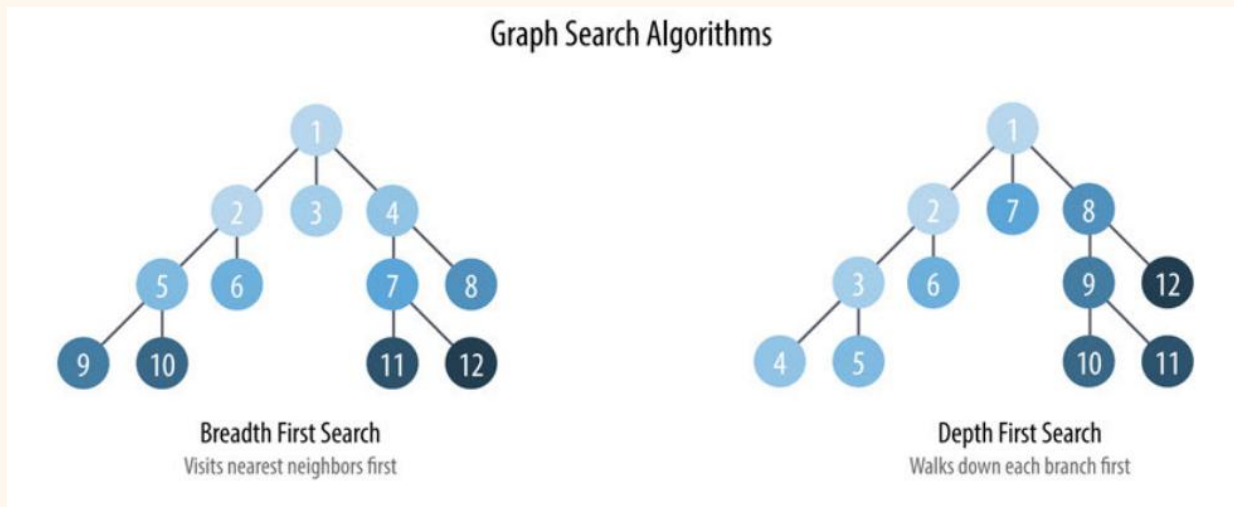 Graph Search Algorithms
1
2 3 4
5 6 7 8
9 10 11 12
Breadth First Search
Visits nearest neighbors first
1
2 7 8
3 6 9 12
4 5 10 11
Depth First Search
Walks down each branch first